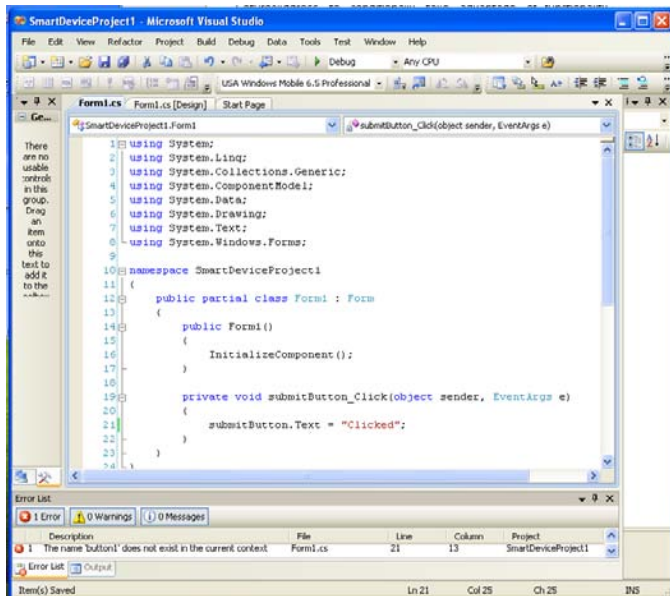 SmartDeviceProject1 - Microsoft Visual Studio
File Edit View Refactor Project Build Debug Data Tools Test Window Help
Debug Any CPU
USA Windows Mobile 6.5 Professional
Form1.cs Form1.cs [Design] Start Page
Ge...
SmartDeviceProject1.Form1 submitButton_Click(object sender, EventArgs e)
There
are no
usable
controls
in this
group.
Drag
an
item
onto
this
text to
add it
to the
1 using System;
2 using System.Linq;
3 using System.Collections.Generic;
4 using System.ComponentModel;
5 using System.Data;
6 using System.Drawing;
7 using System.Text;
8 using System.Windows.Forms;
9
10 namespace SmartDeviceProject1
11 {
12 public partial class Form1 : Form
13 {
14 public Form1()
15 {
16 InitializeComponent();
17 }
18
19 private void submitButton_Click(object sender, EventArgs e)
20 {
21 submitButton.Text = "Clicked";
22 }
23 }
24 }
Error List
1 Error 0 Warnings 0 Messages
Description File Line Column Project
1 The name 'button1' does not exist in the current context Form1.cs 21 13 SmartDeviceProject1
Error List Output
Item(s) Saved Ln 21 Col 25 Ch 25 INS